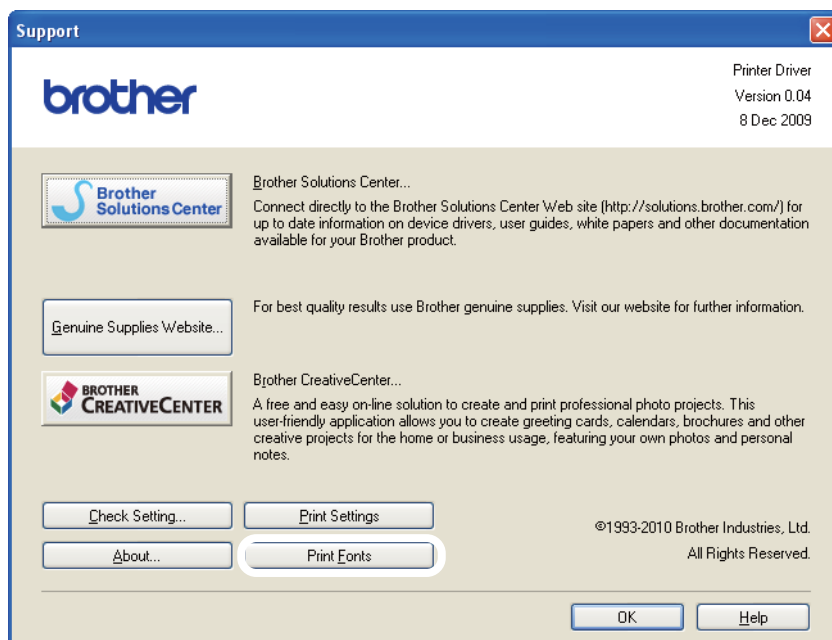 Support
brother
Printer Driver
Version 0.04
8 Dec 2009
Brother
Solutions Center
Brother Solutions Center...
Connect directly to the Brother Solutions Center Web site (http://solutions.brother.com/) for
up to date information on device drivers, user guides, white papers and other documentation
available for your Brother product.
Genuine Supplies Website...
For best quality results use Brother genuine supplies. Visit our website for further information.
BROTHER
CREATIVECENTER
Brother CreativeCenter...
A free and easy on-line solution to create and print professional photo projects. This
user-friendly application allows you to create greeting cards, calendars, brochures and other
creative projects for the home or business usage, featuring your own photos and personal
notes.
Check Setting...
Print Settings
About...
Print Fonts
©1993-2010 Brother Industries, Ltd.
All Rights Reserved.
OK
Help